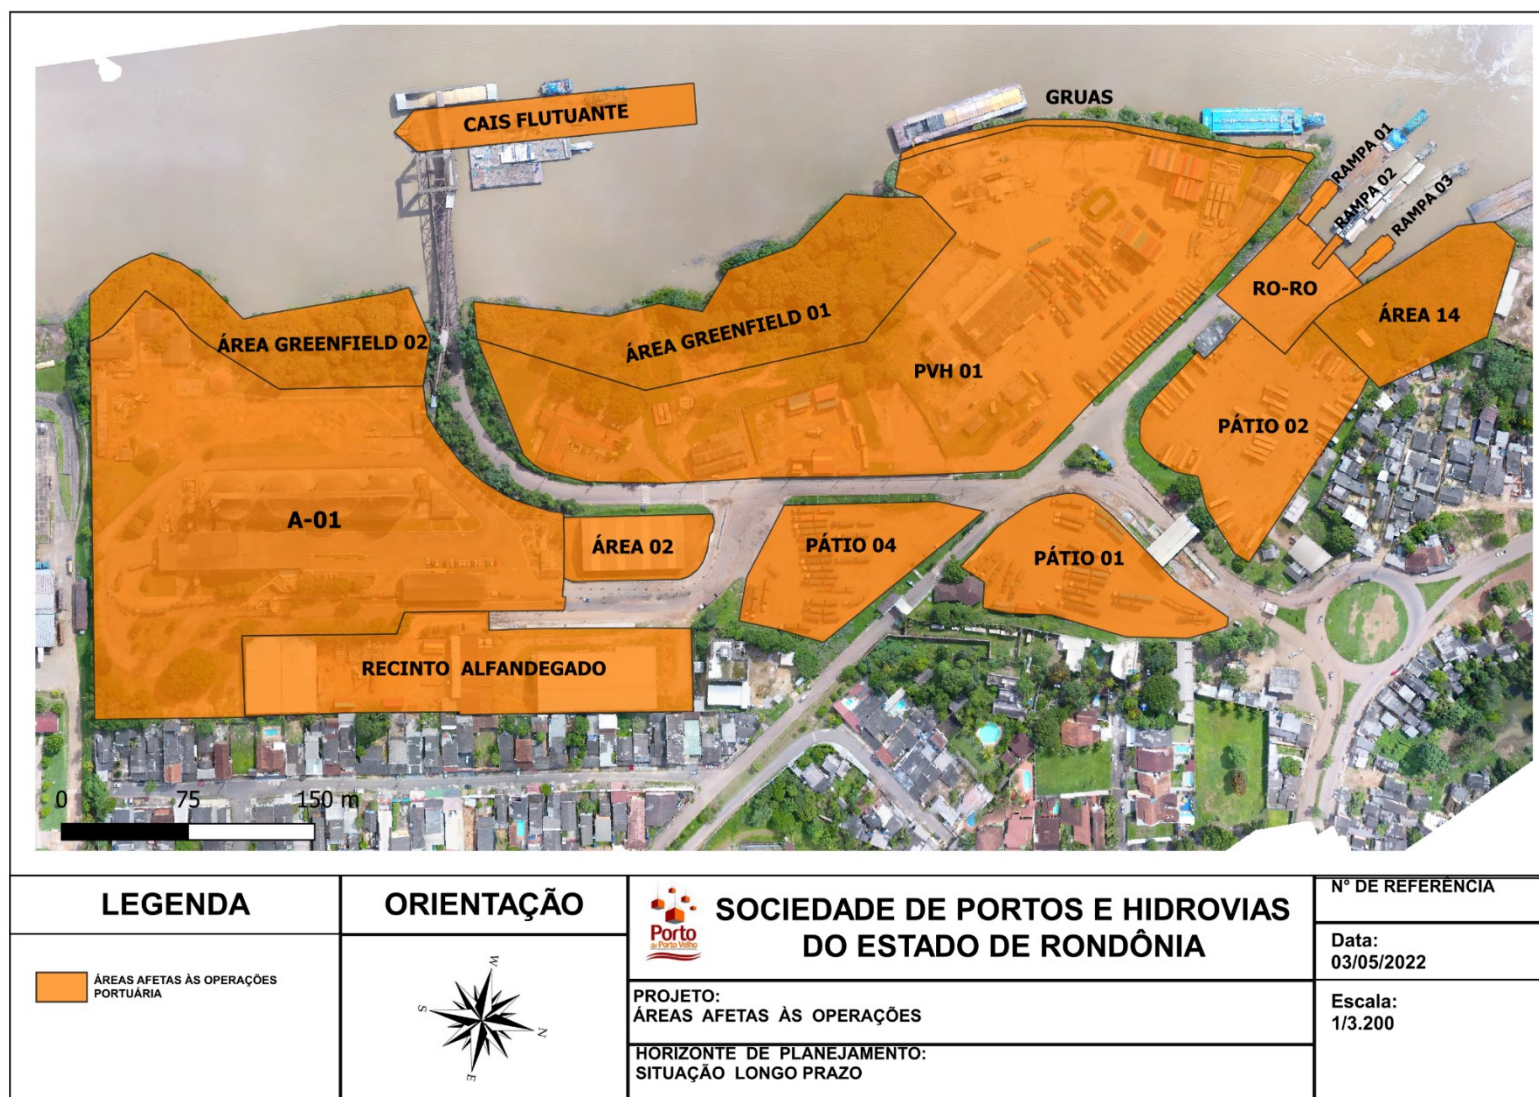 CAIS FLUTUANTE
GRUAS
RAMPA 01
RAMPA 02
RAMPA 03
RO-RO
ÁREA 14
ÁREA GREENFIELD 02
ÁREA GREENFIELD 01
PVH 01
PÁTIO 02
A-01
ÁREA 02
PÁTIO 04
PÁTIO 01
RECINTO ALFANDEGADO
0 75 150 m
LEGENDA
ÁREAS AFETAS ÀS OPERAÇÕES
PORTUÁRIA
ORIENTAÇÃO
W
S
N
E
Porto
de Porto Velho
SOCIEDADE DE PORTOS E HIDROVIAS
DO ESTADO DE RONDÔNIA
PROJETO:
ÁREAS AFETAS ÀS OPERAÇÕES
HORIZONTE DE PLANEJAMENTO:
SITUAÇÃO LONGO PRAZO
N° DE REFERÊNCIA
Data:
03/05/2022
Escala:
1/3.200